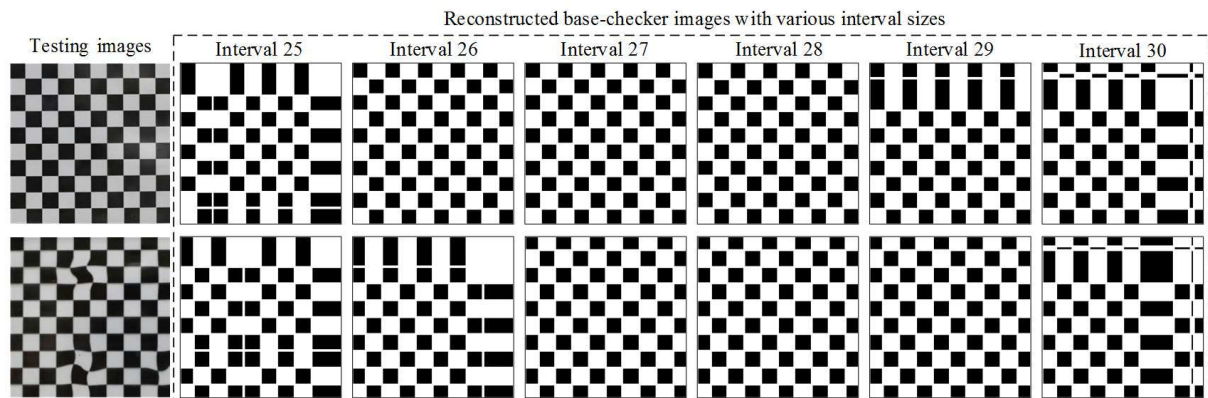 Reconstructed base-checker images with various interval sizes
Testing images
Interval 25
Interval 26
Interval 27
Interval 28
Interval 29
Interval 30